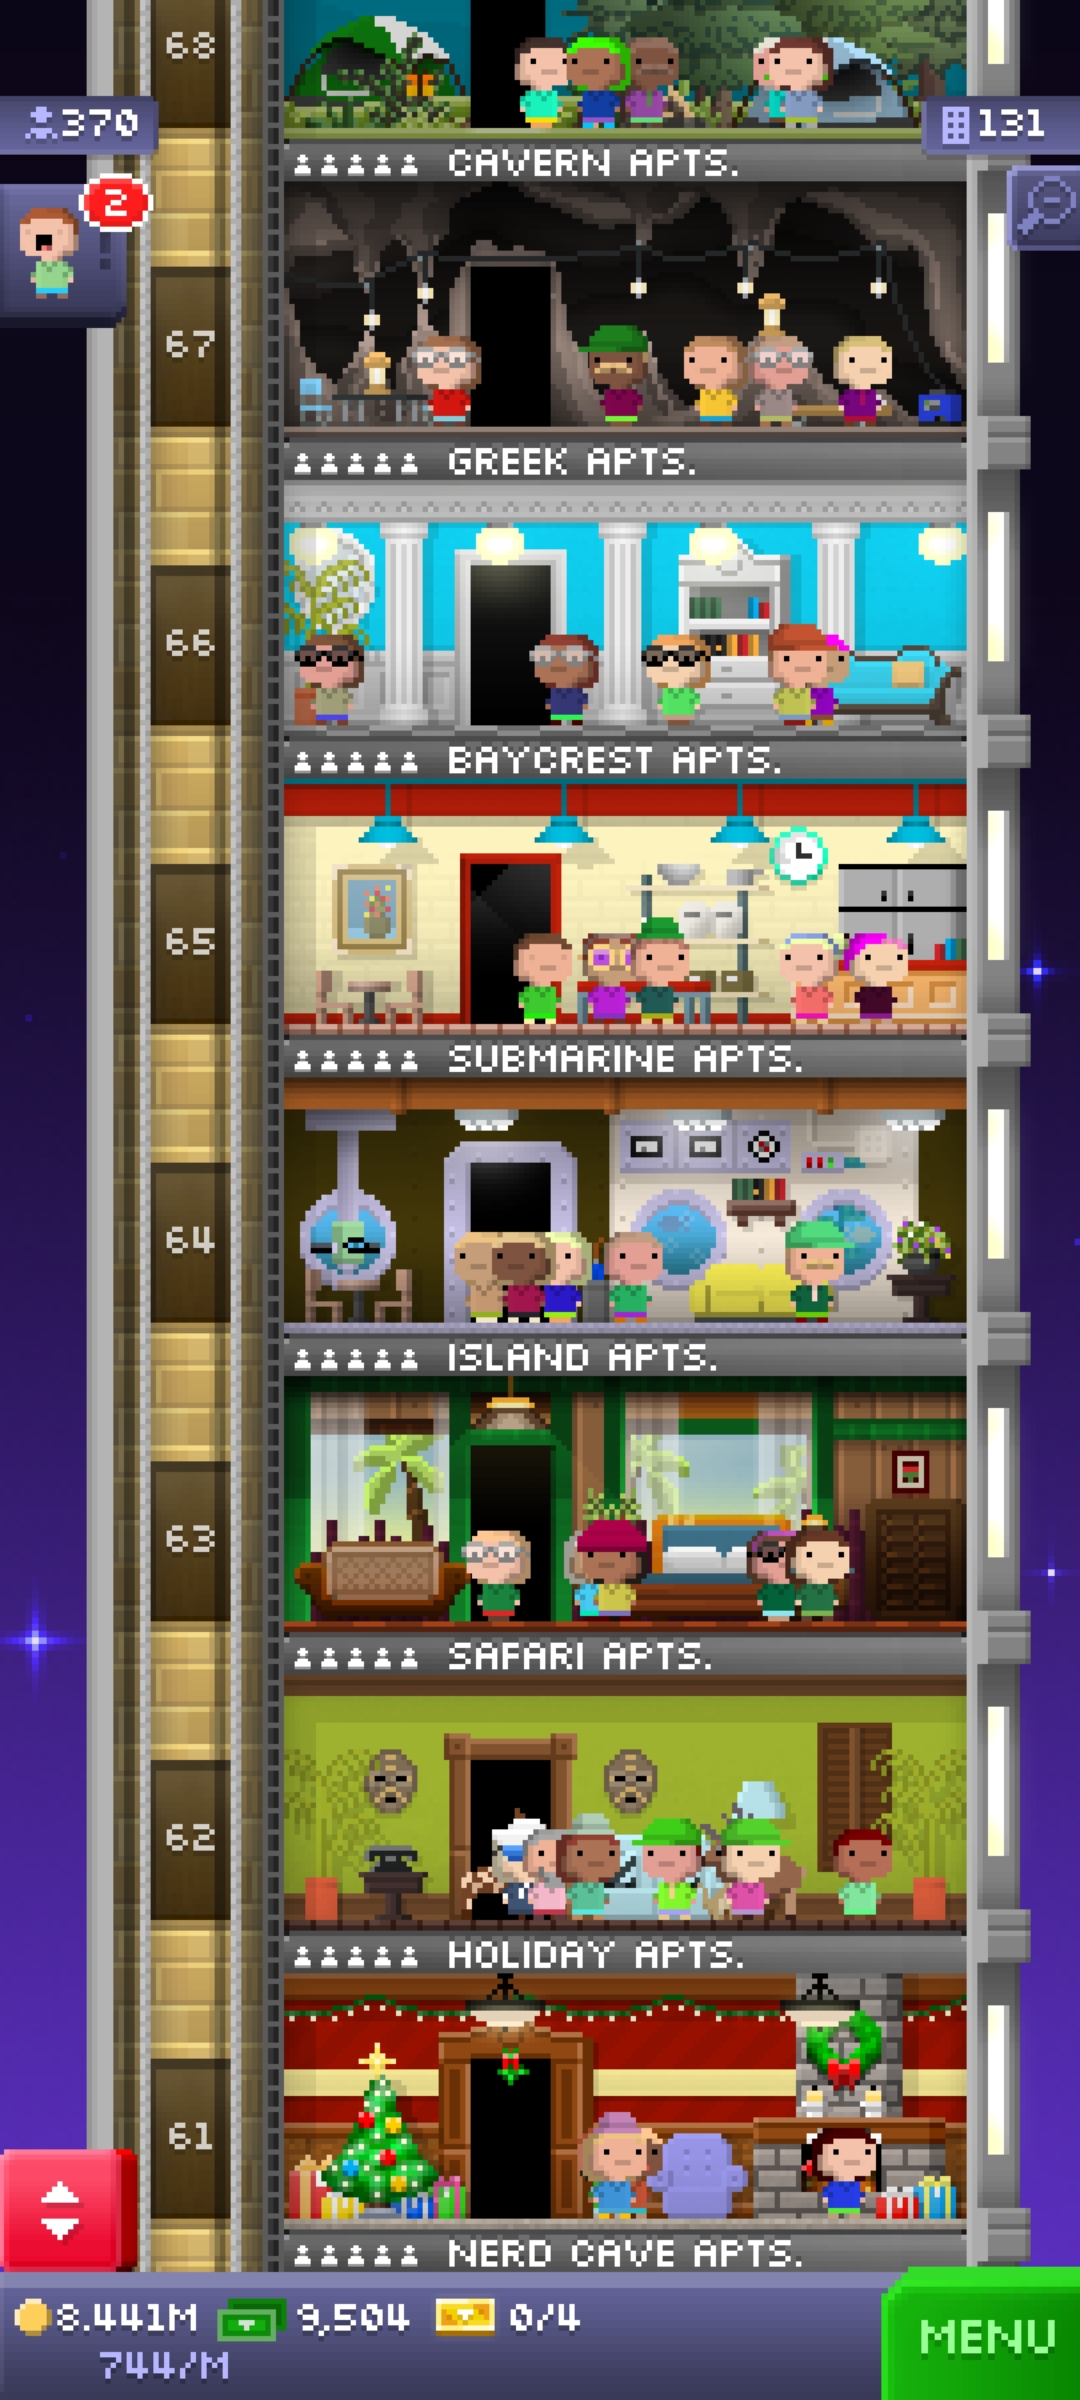 68
370
131
CAVERN APTS.
2
67
GREEK APTS.
66
BAYCREST APTS.
65
SUBMARINE APTS.
64
ISLAND APTS.
63
SAFARI APTS.
62
HOLIDAY APTS.
61
NERD CAVE APTS.
8.441M 9,504 0/4
744/M
MENU